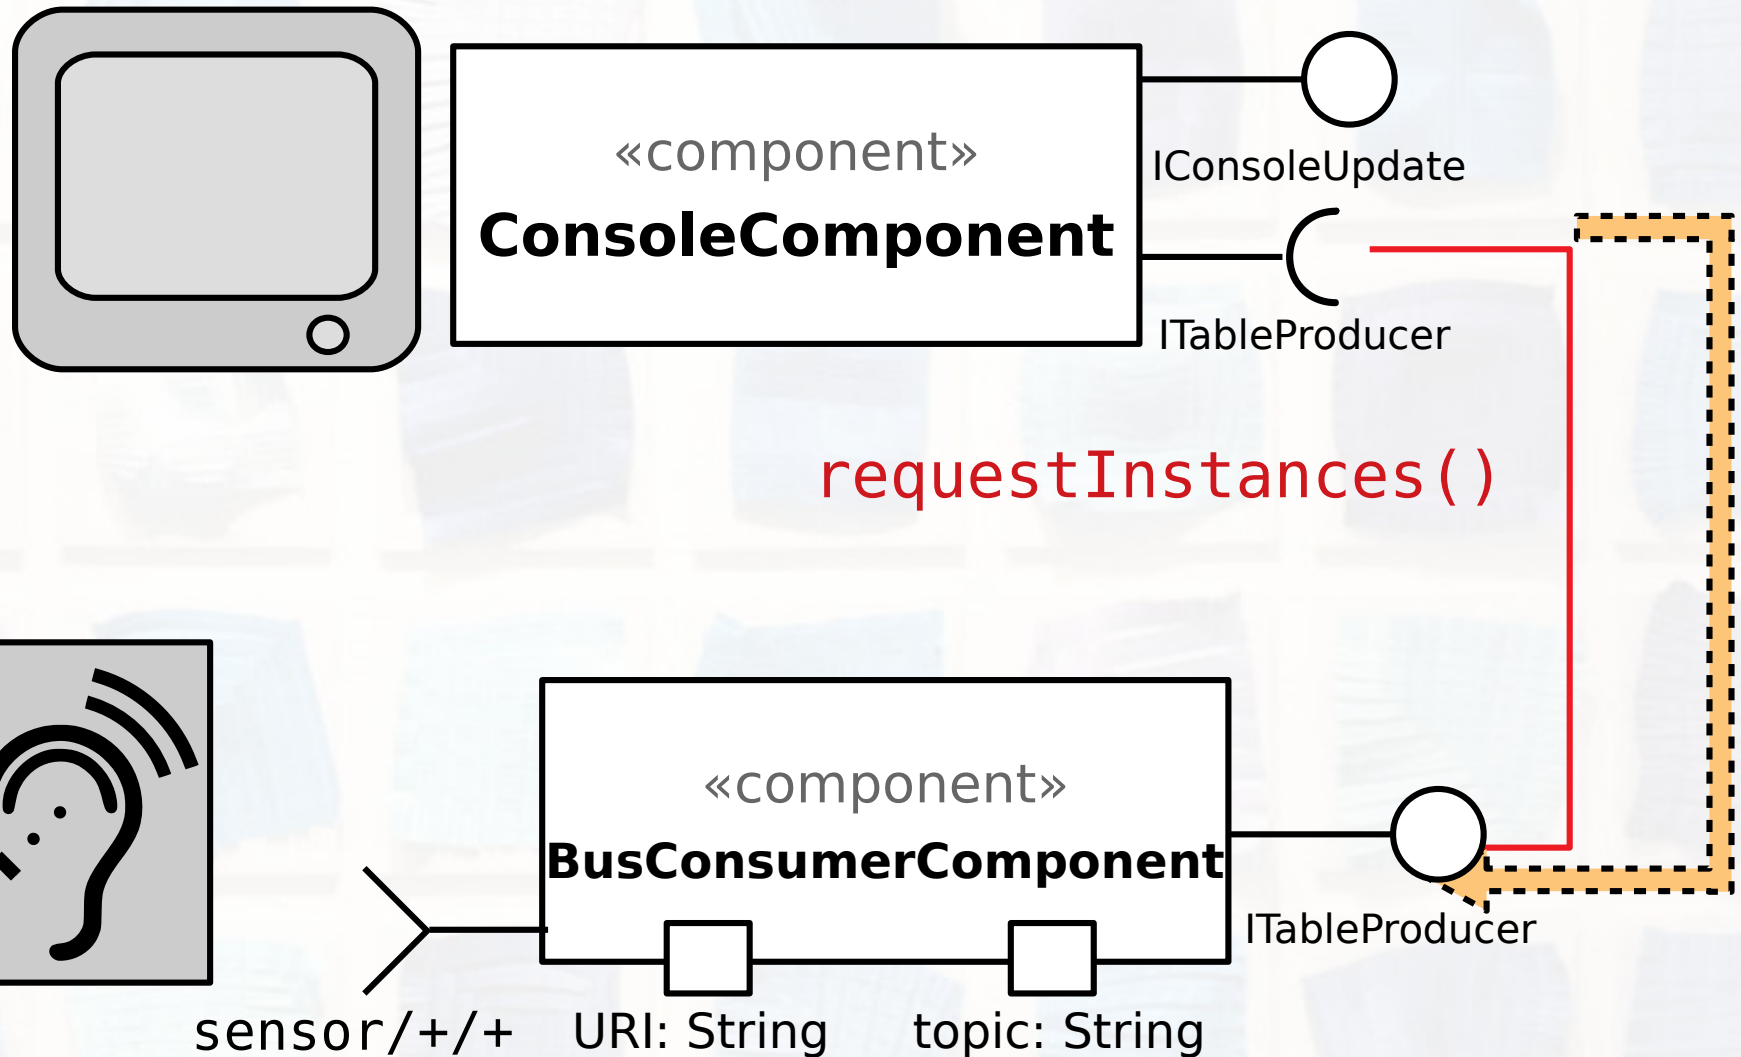 «component»
ConsoleComponent
IConsoleUpdate
ITableProducer
requestInstances()
«component»
BusConsumerComponent
ITableProducer
sensor/+/+
URI: String
topic: String